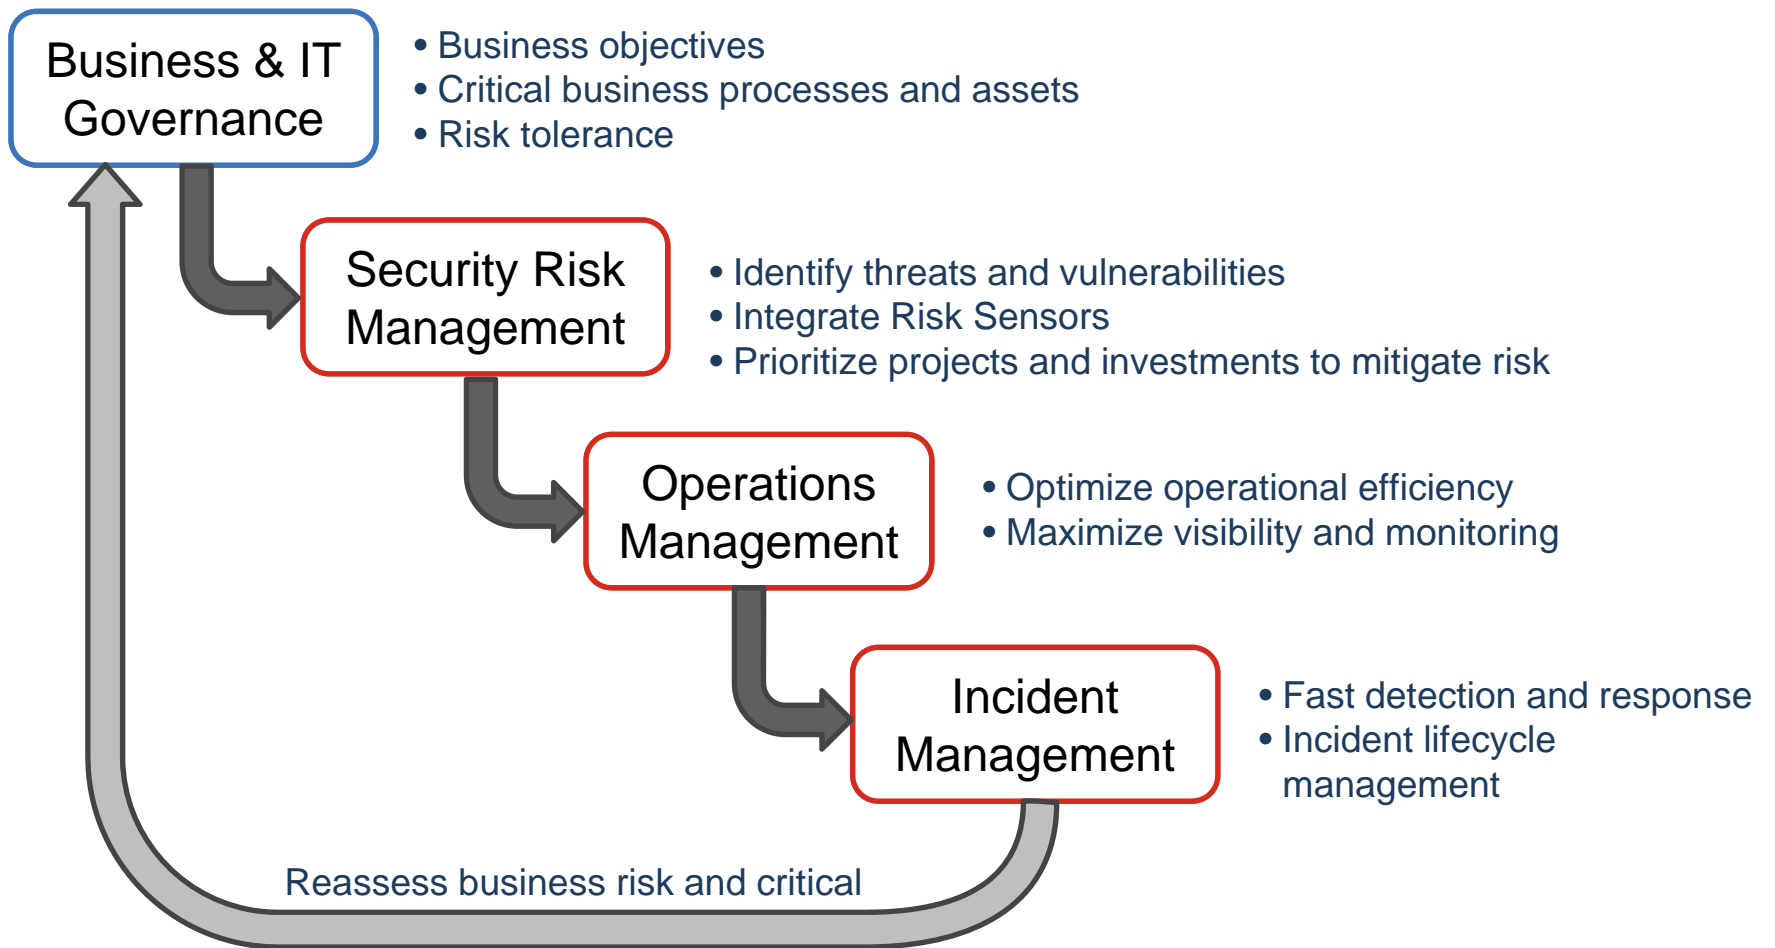 Business & IT
Governance
• Business objectives
• Critical business processes and assets
• Risk tolerance
Security Risk
Management
• Identify threats and vulnerabilities
• Integrate Risk Sensors
• Prioritize projects and investments to mitigate risk
Operations
Management
• Optimize operational efficiency
• Maximize visibility and monitoring
Incident
Management
• Fast detection and response
• Incident lifecycle
management
Reassess business risk and critical